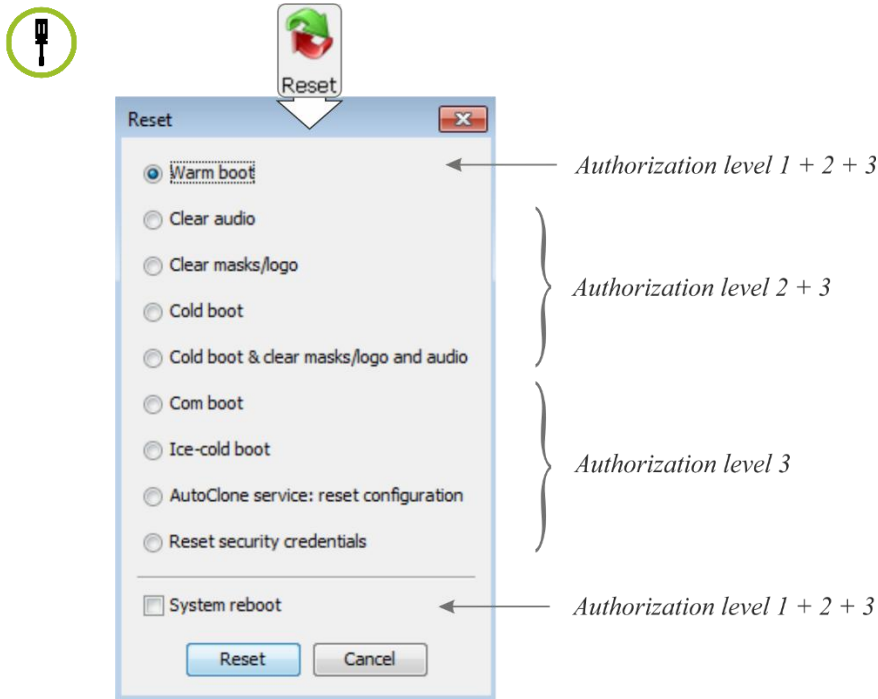 Reset
Reset
Warm boot
Authorization level 1 + 2 + 3
Clear audio
Clear masks/logo
Authorization level 2 + 3
Cold boot
Cold boot & clear masks/logo and audio
Com boot
Ice-cold boot
Authorization level 3
AutoClone service: reset configuration
Reset security credentials
System reboot
Authorization level 1 + 2 + 3
Reset Cancel